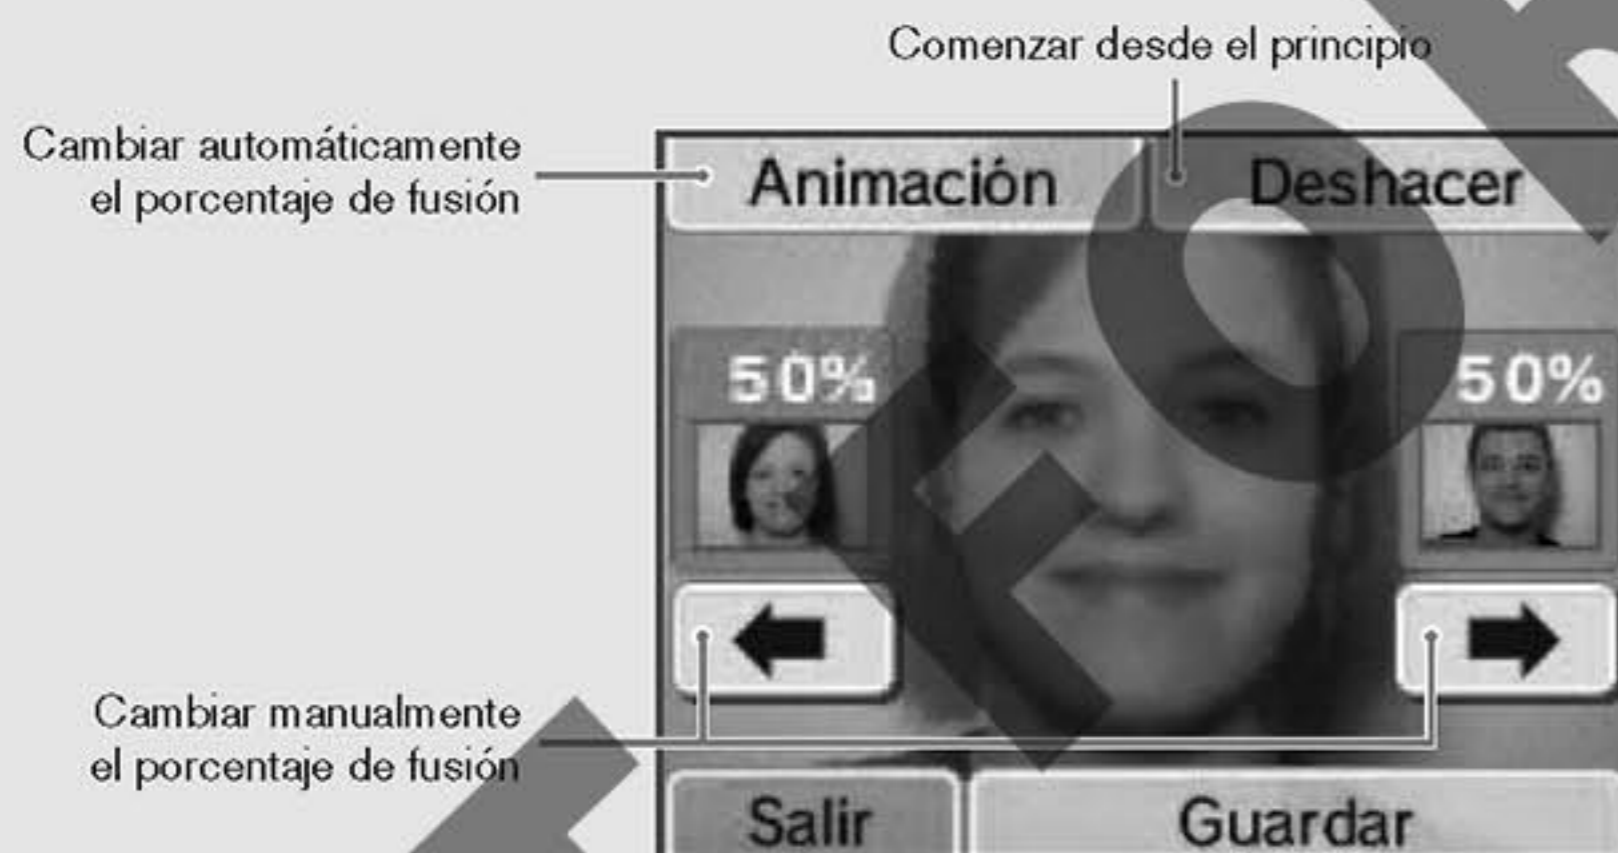 Comenzar desde el principio
Cambiar automáticamente
el porcentaje de fusión
Animación
Deshacer
50%
50%
Cambiar manualmente
el porcentaje de fusión
Salir
Guardar